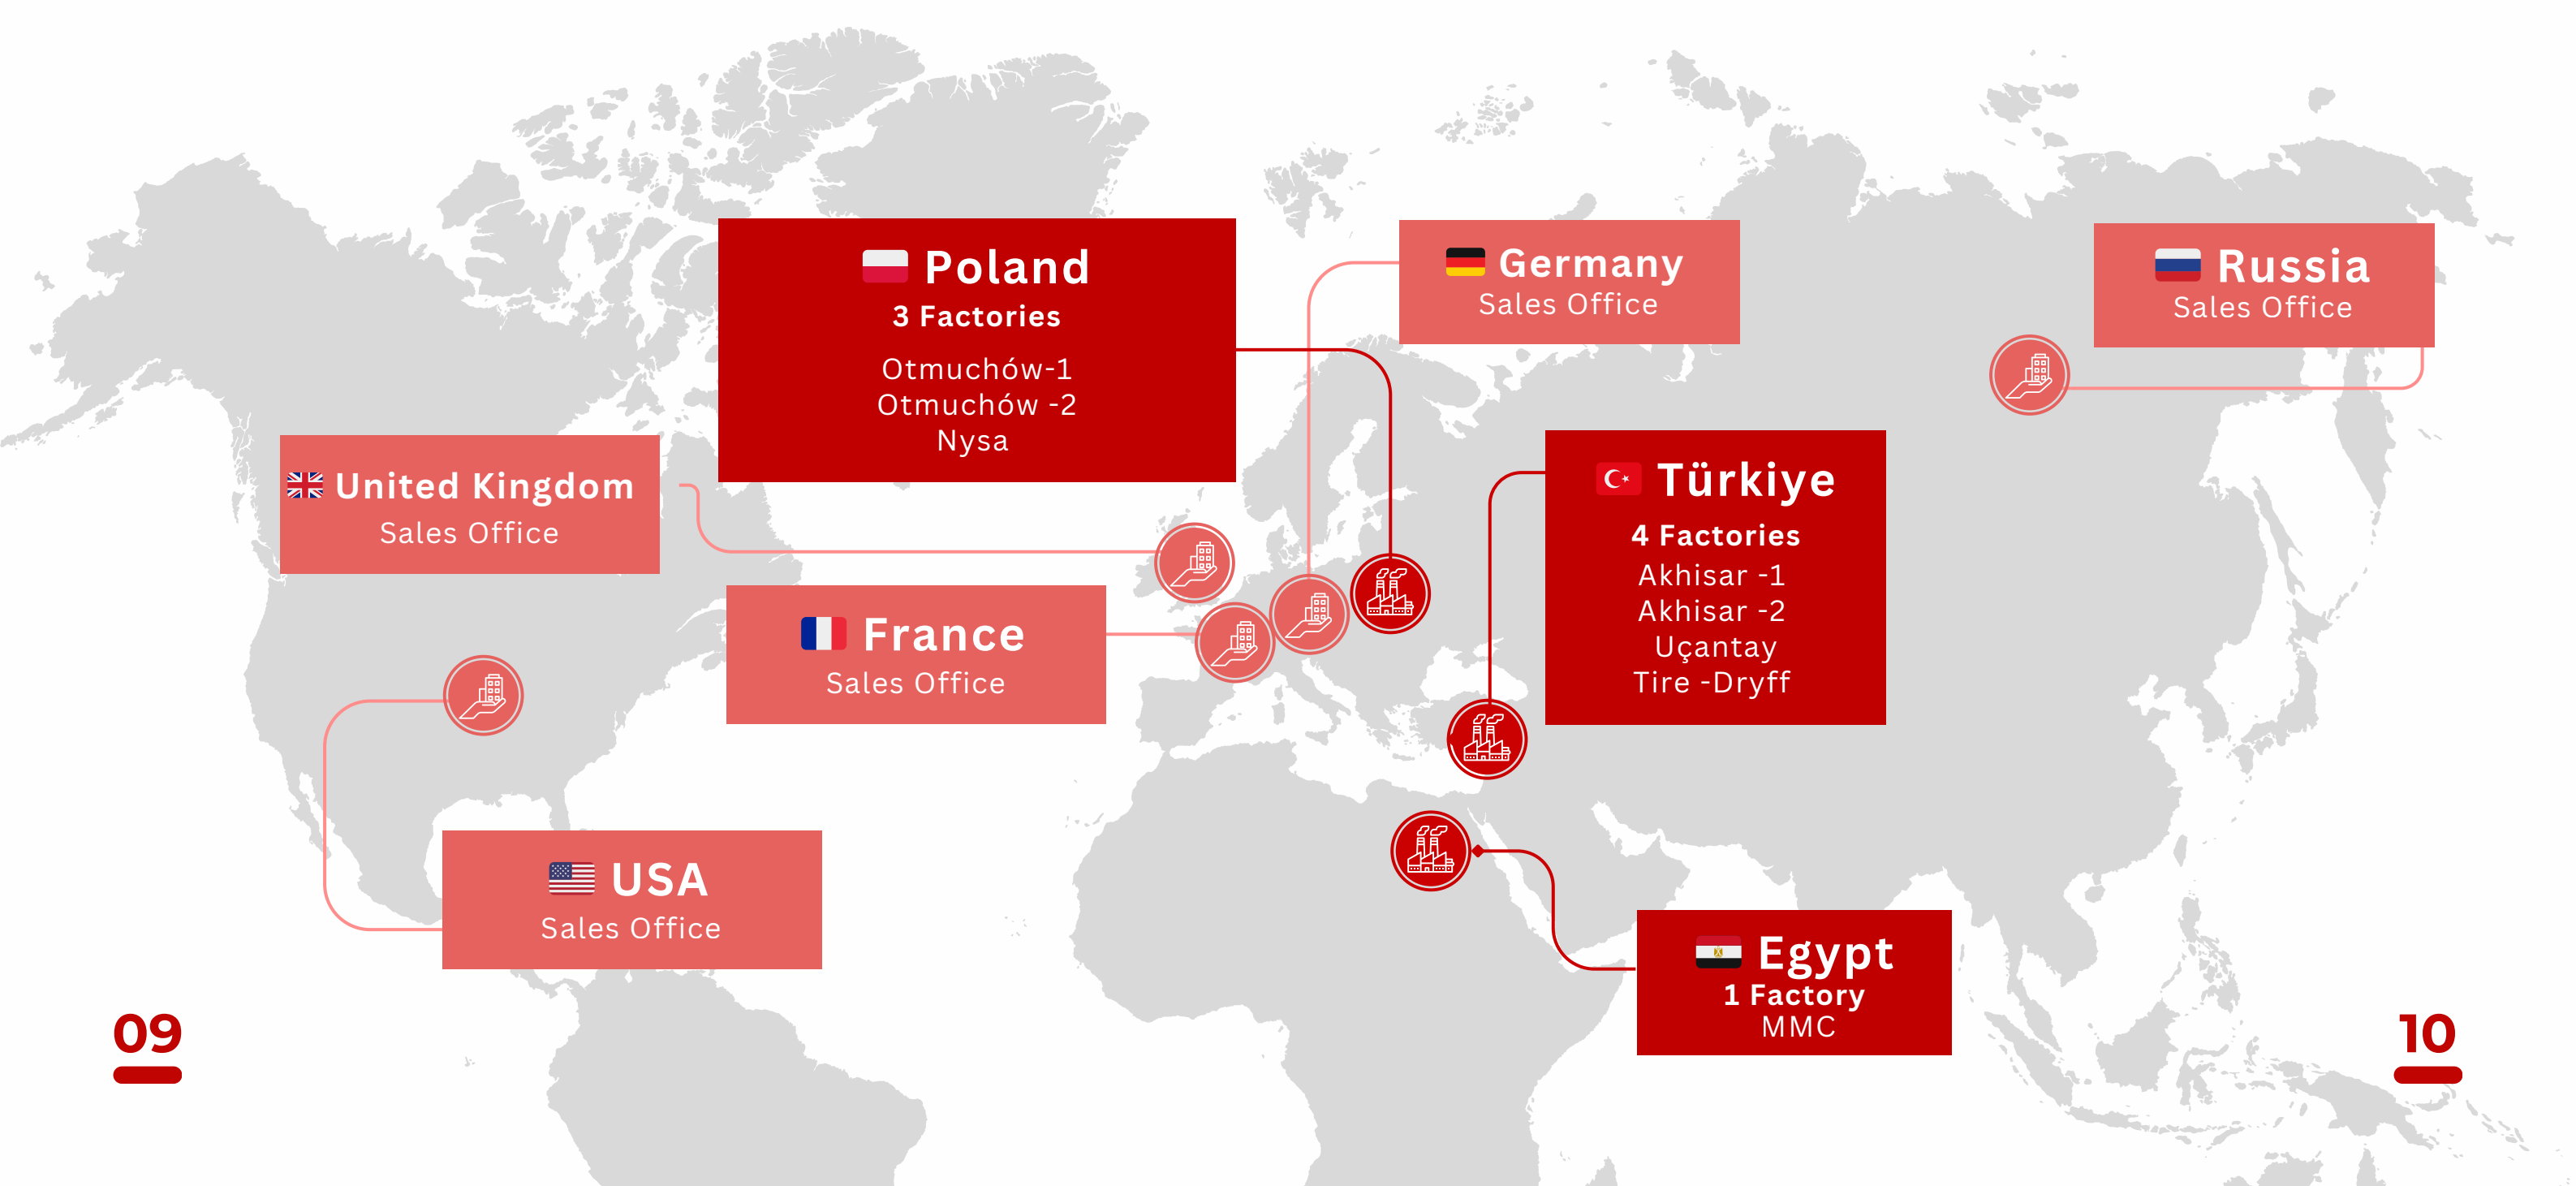 Poland
3 Factories
Otmuchów-1
Otmuchów -2
Nysa
Germany
Sales Office
Russia
Sales Office
United Kingdom
Sales Office
Türkiye
4 Factories
Akhisar -1
Akhisar -2
Uçantay
Tire -Dryff
France
Sales Office
USA
Sales Office
Egypt
1 Factory
MMC
09
10